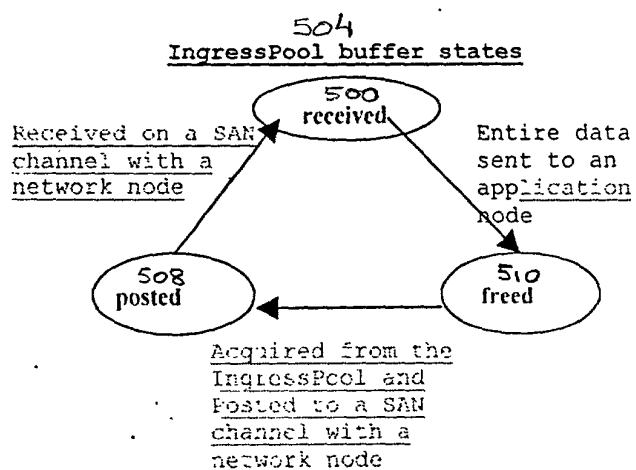 504
IngressPool buffer states
500
received
Received on a SAN
channel with a
network node
Entire data
sent to an
application
node
508
posted
510
freed
Acquired from the
IngressPool and
Posted to a SAN
channel with a
network node